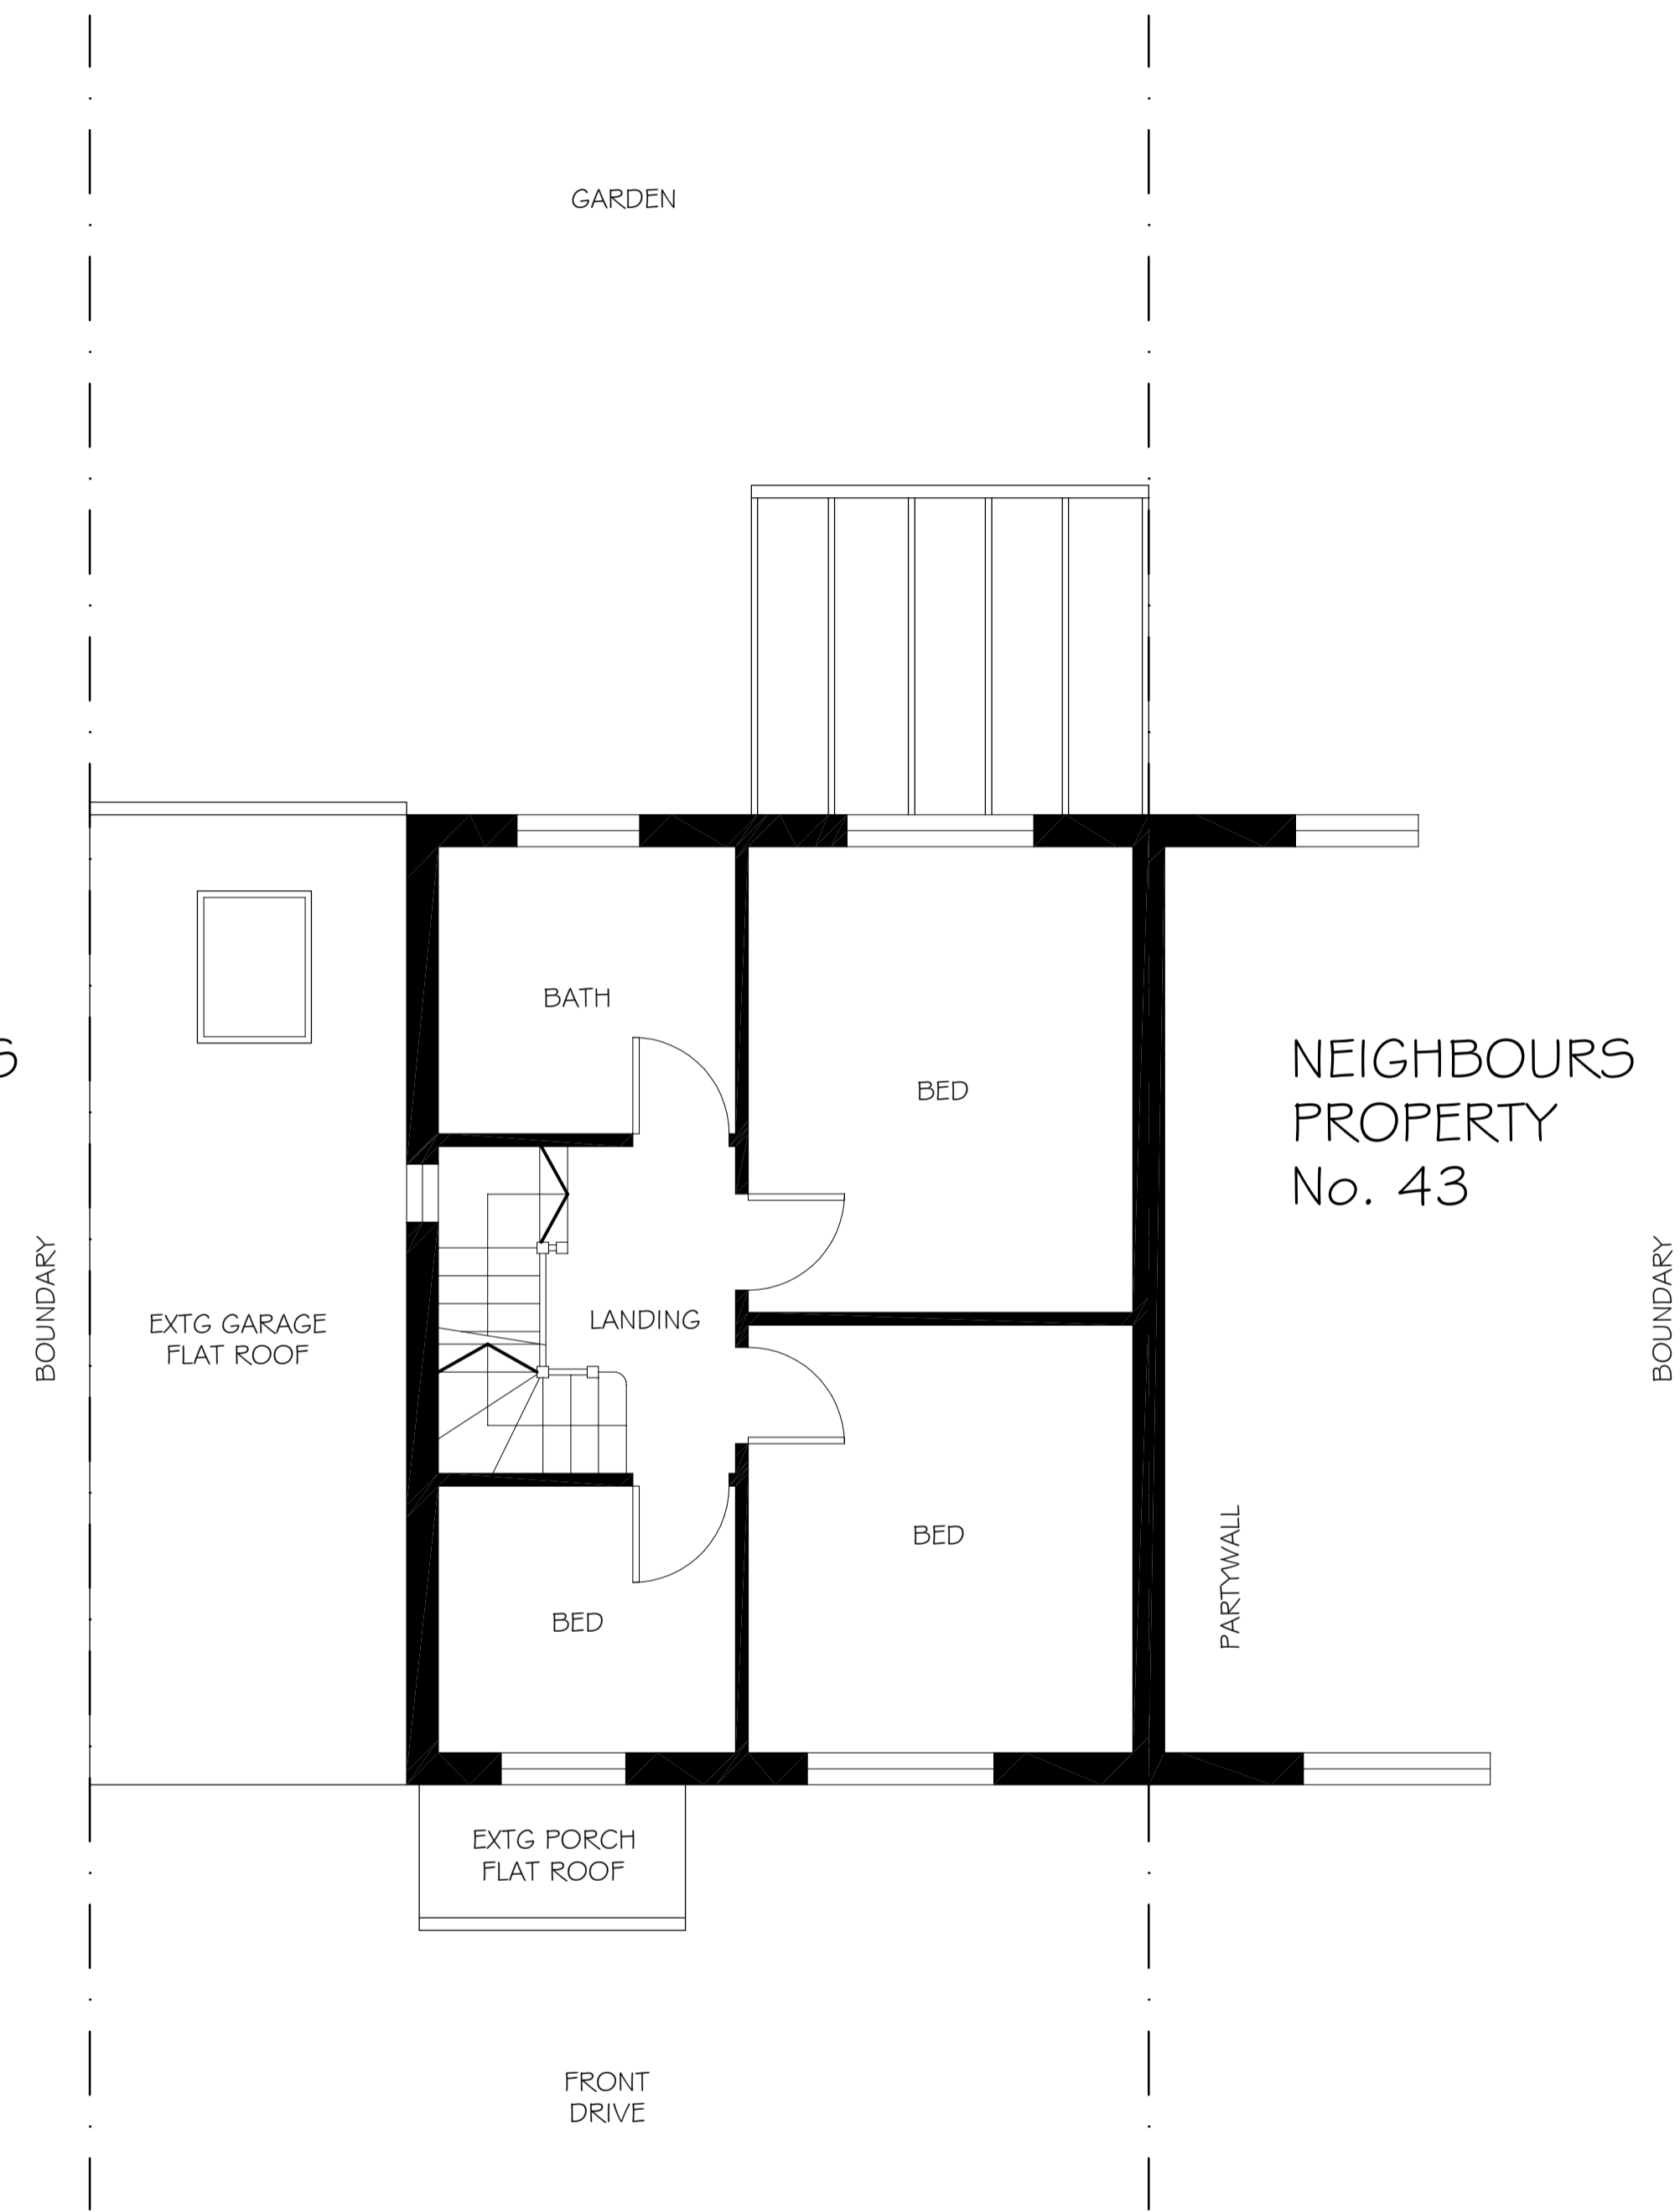 GARDEN
BATH
BED
NEIGHBOURS
PROPERTY
No. 43
BOUNDARY
EXTG GARAGE
FLAT ROOF
LANDING
BOUNDARY
BED
BED
PARTYWALL
EXTG PORCH
FLAT ROOF
FRONT
DRIVE